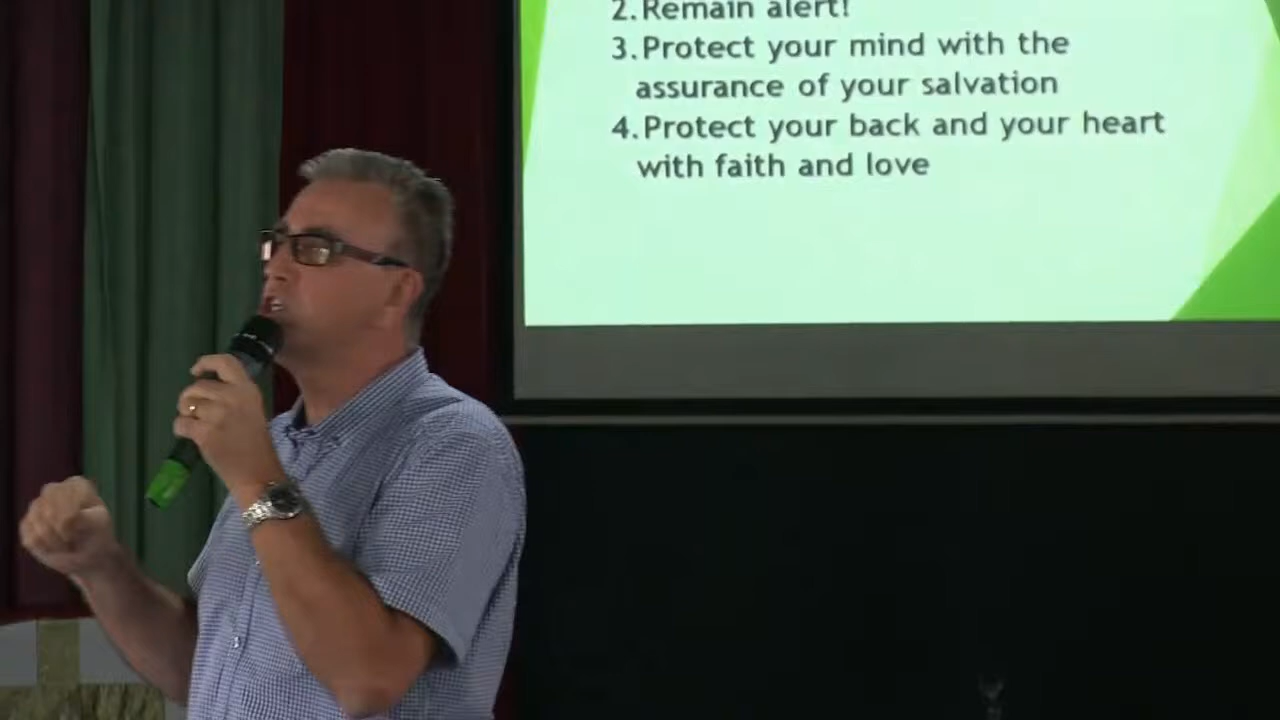 2. Remain alert!
3. Protect your mind with the
assurance of your salvation
4. Protect your back and your heart
with faith and love